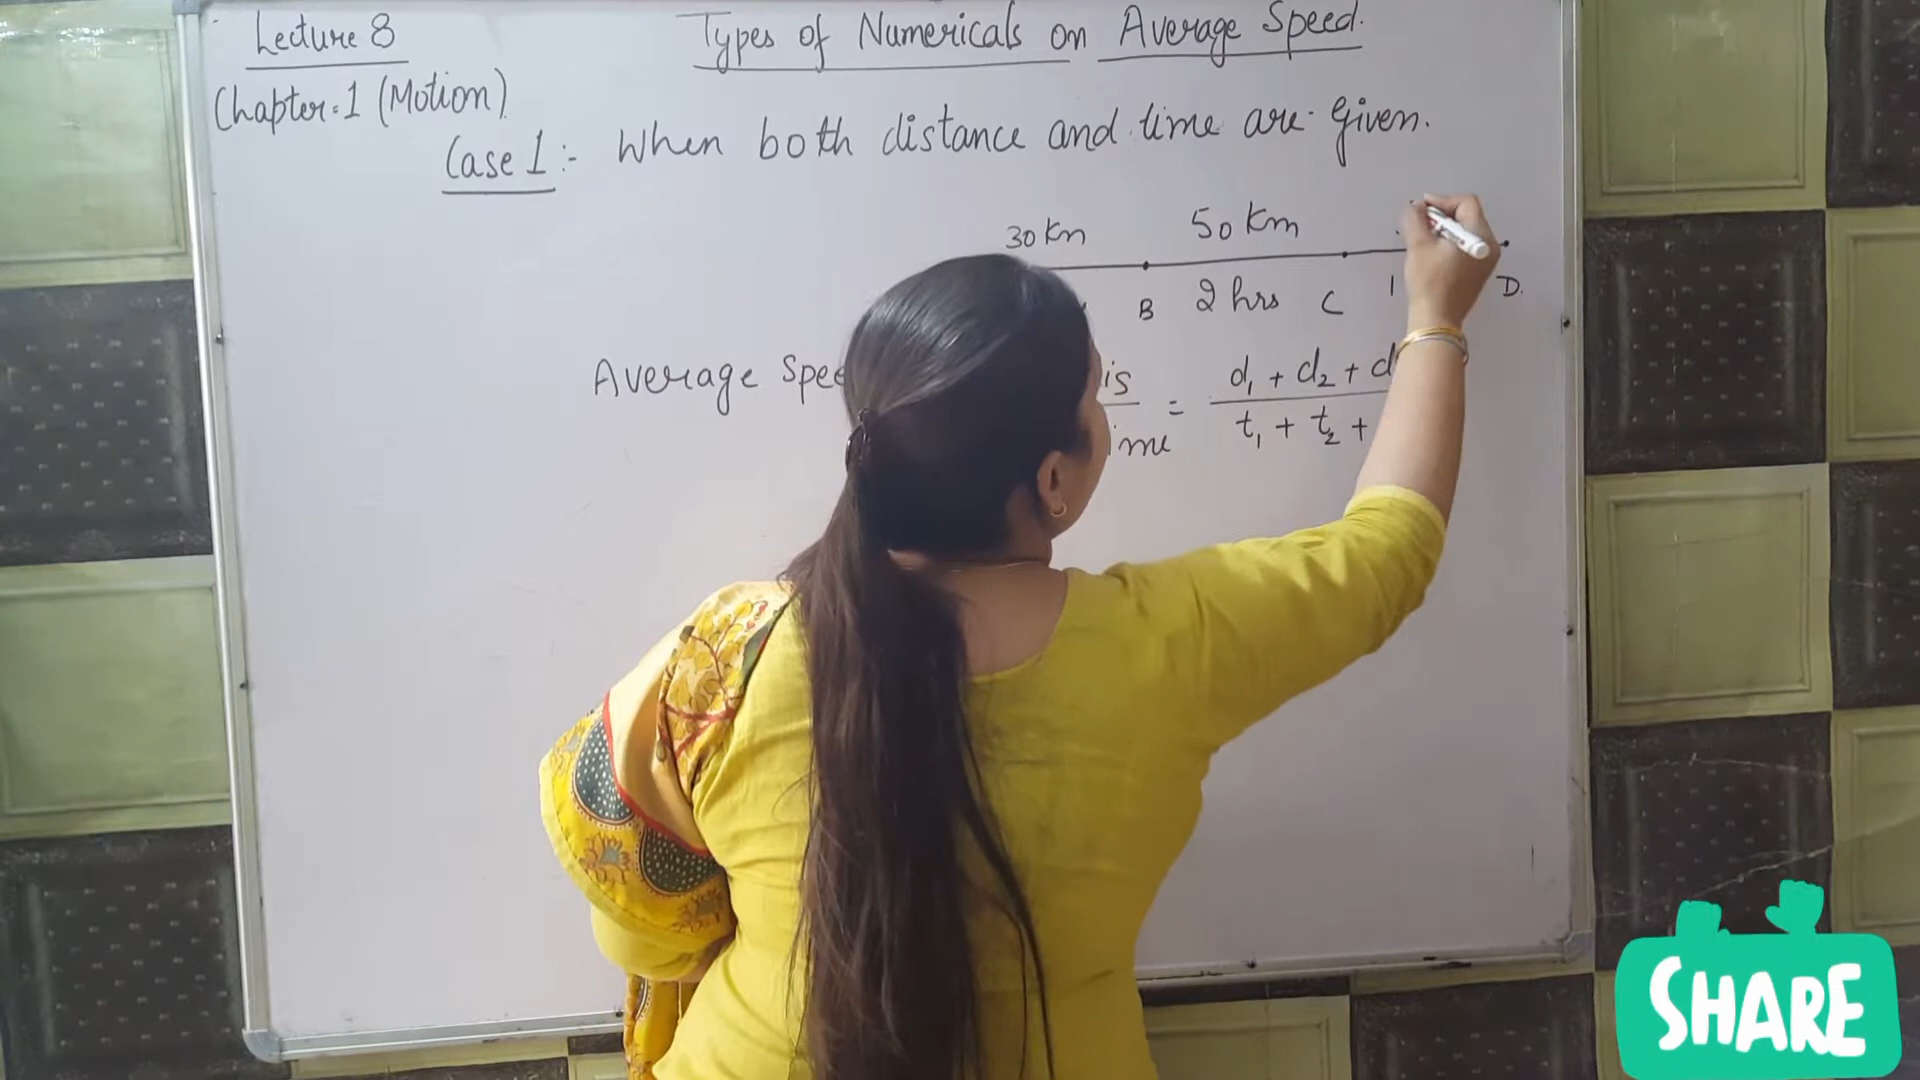 Lecture 8
Types of Numericals on Average Speed.
Chapter-1 (Motion)
Case 1:- When both distance and time are given.
30 Km 50 Km
B 2 hrs C 1 D.
Average
is = d₁ + d₂ + d
t₁ + t₂ +
SHARE